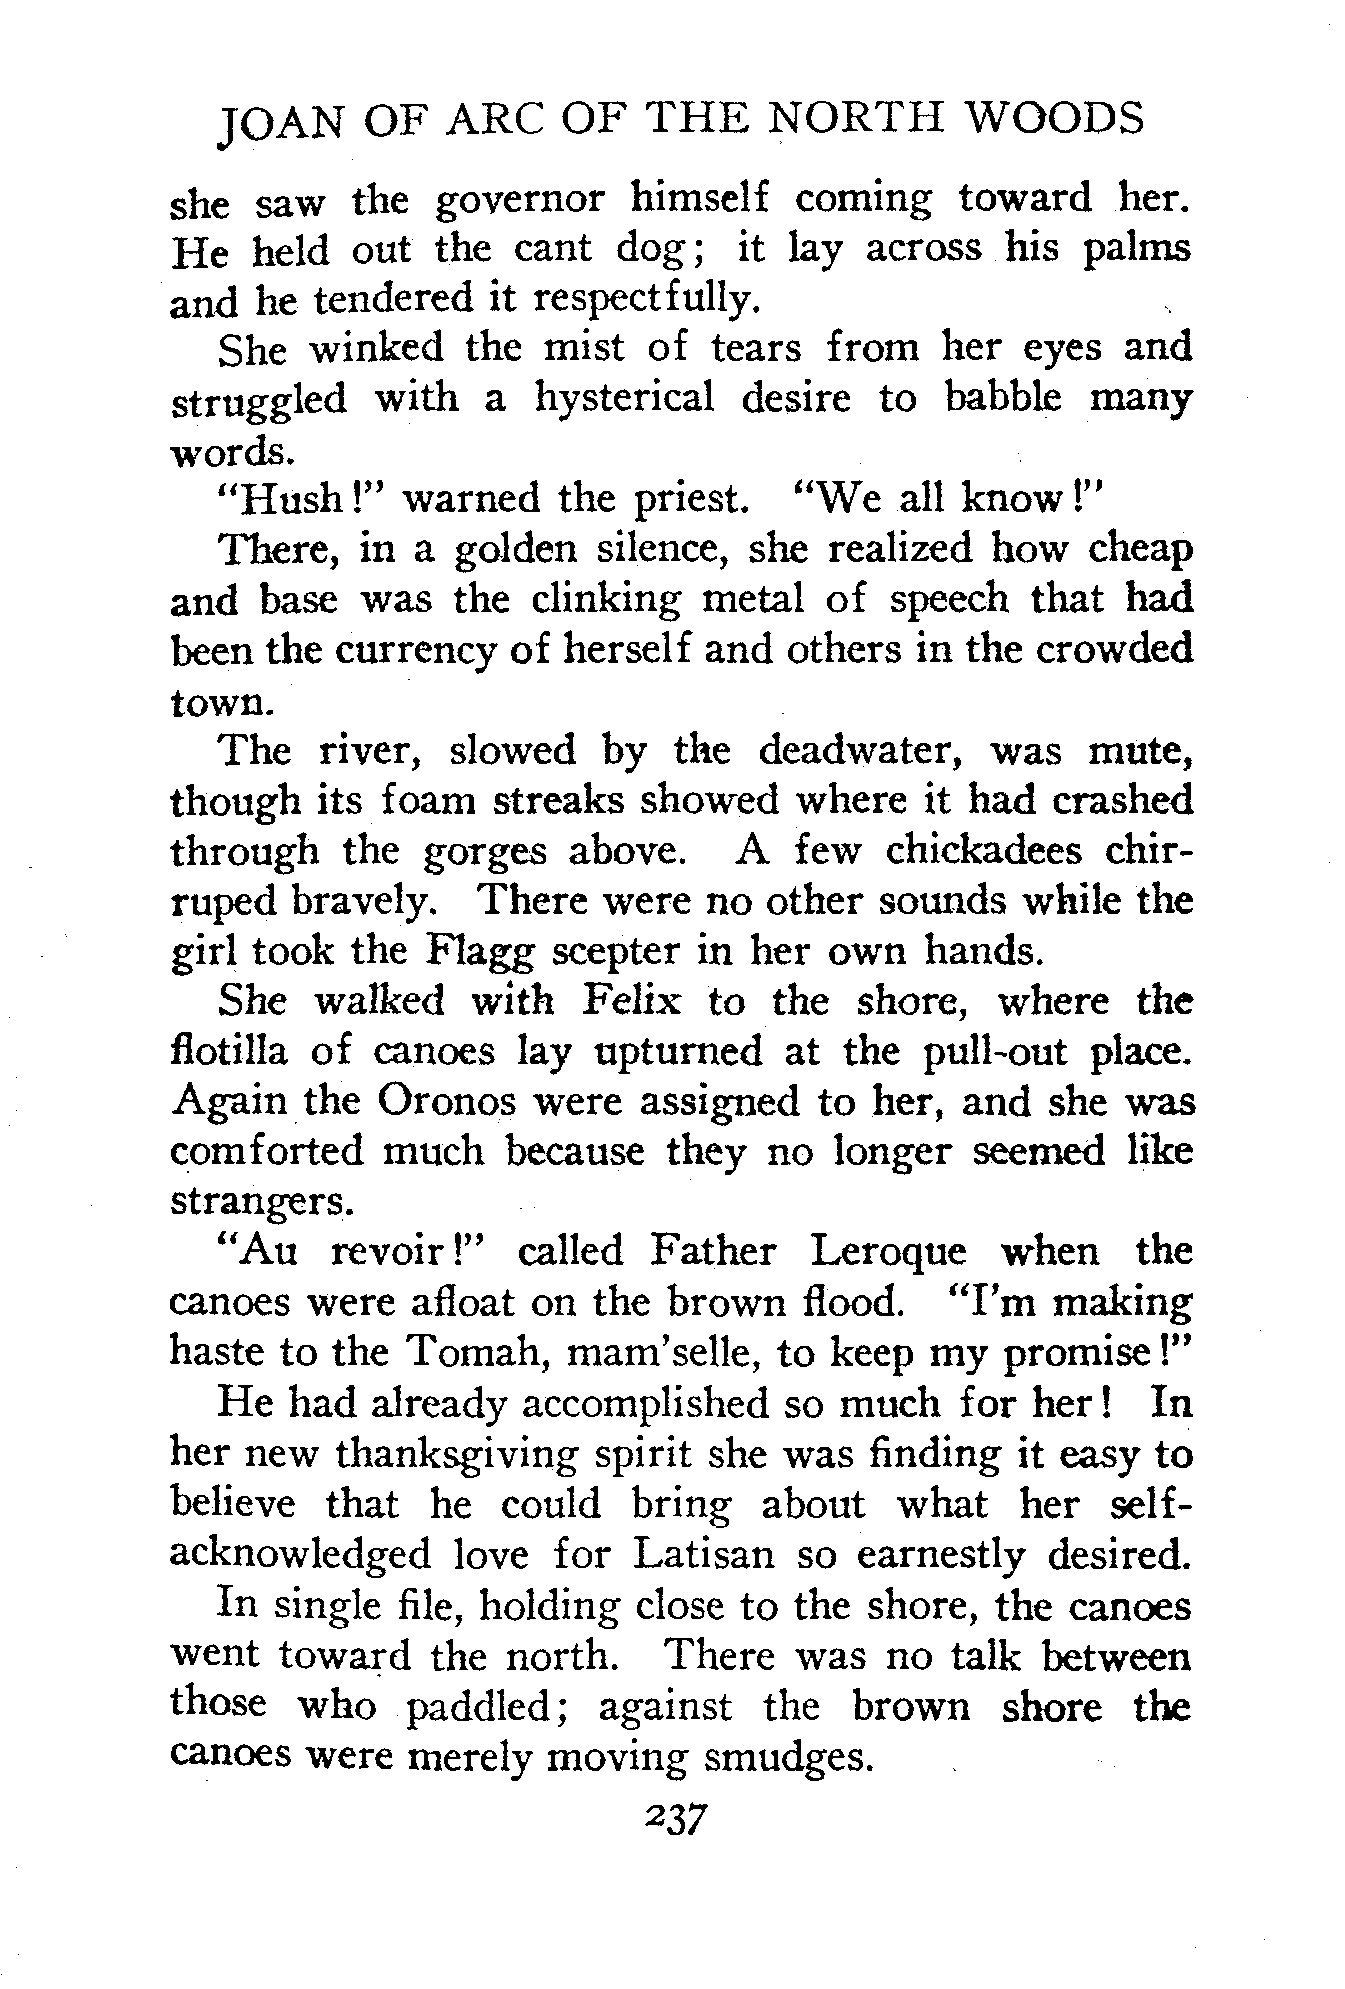 JOAN OF ARC OF THE NORTH WOODS
she saw the governor himself coming toward her.
He held out the cant dog; it lay across his palms
and he tendered it respectfully.
She winked the mist of tears from her eyes and
struggled with a hysterical desire to babble many
words.
"Hush!" warned the priest. "We all know!"
There, in a golden silence, she realized how cheap
and base was the clinking metal of speech that had
been the currency of herself and others in the crowded
town.
The river, slowed by the deadwater, was mute,
though its foam streaks showed where it had crashed
through the gorges above. A few chickadees chir-
ruped bravely. There were no other sounds while the
girl took the Flagg scepter in her own hands.
She walked with Felix to the shore, where the
flotilla of canoes lay upturned at the pull-out place.
Again the Oronos were assigned to her, and she was
comforted much because they no longer seemed like
strangers.
"Au revoir!" called Father Leroque when the
canoes were afloat on the brown flood. "I'm making
haste to the Tomah, mam'selle, to keep my promise!"
He had already accomplished so much for her! In
her new thanksgiving spirit she was finding it easy to
believe that he could bring about what her self-
acknowledged love for Latisan so earnestly desired.
In single file, holding close to the shore, the canoes
went toward the north. There was no talk between
those who paddled; against the brown shore the
canoes were merely moving smudges.
237